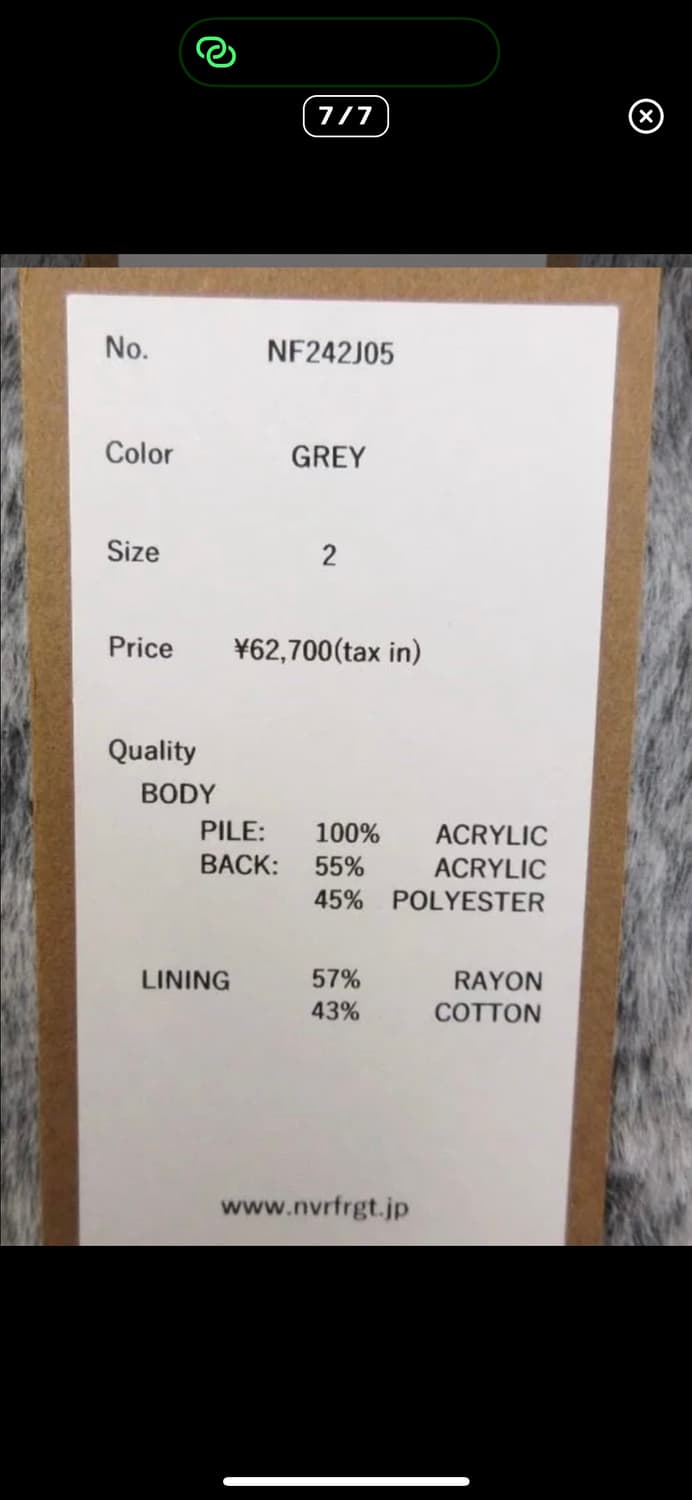 7/7
No. NF242J05
Color GREY
Size 2
Price ¥62,700(tax in)
Quality
BODY
PILE: 100% ACRYLIC
BACK: 55% ACRYLIC
45% POLYESTER
LINING 57% RAYON
43% COTTON
www.nvrfrgt.jp